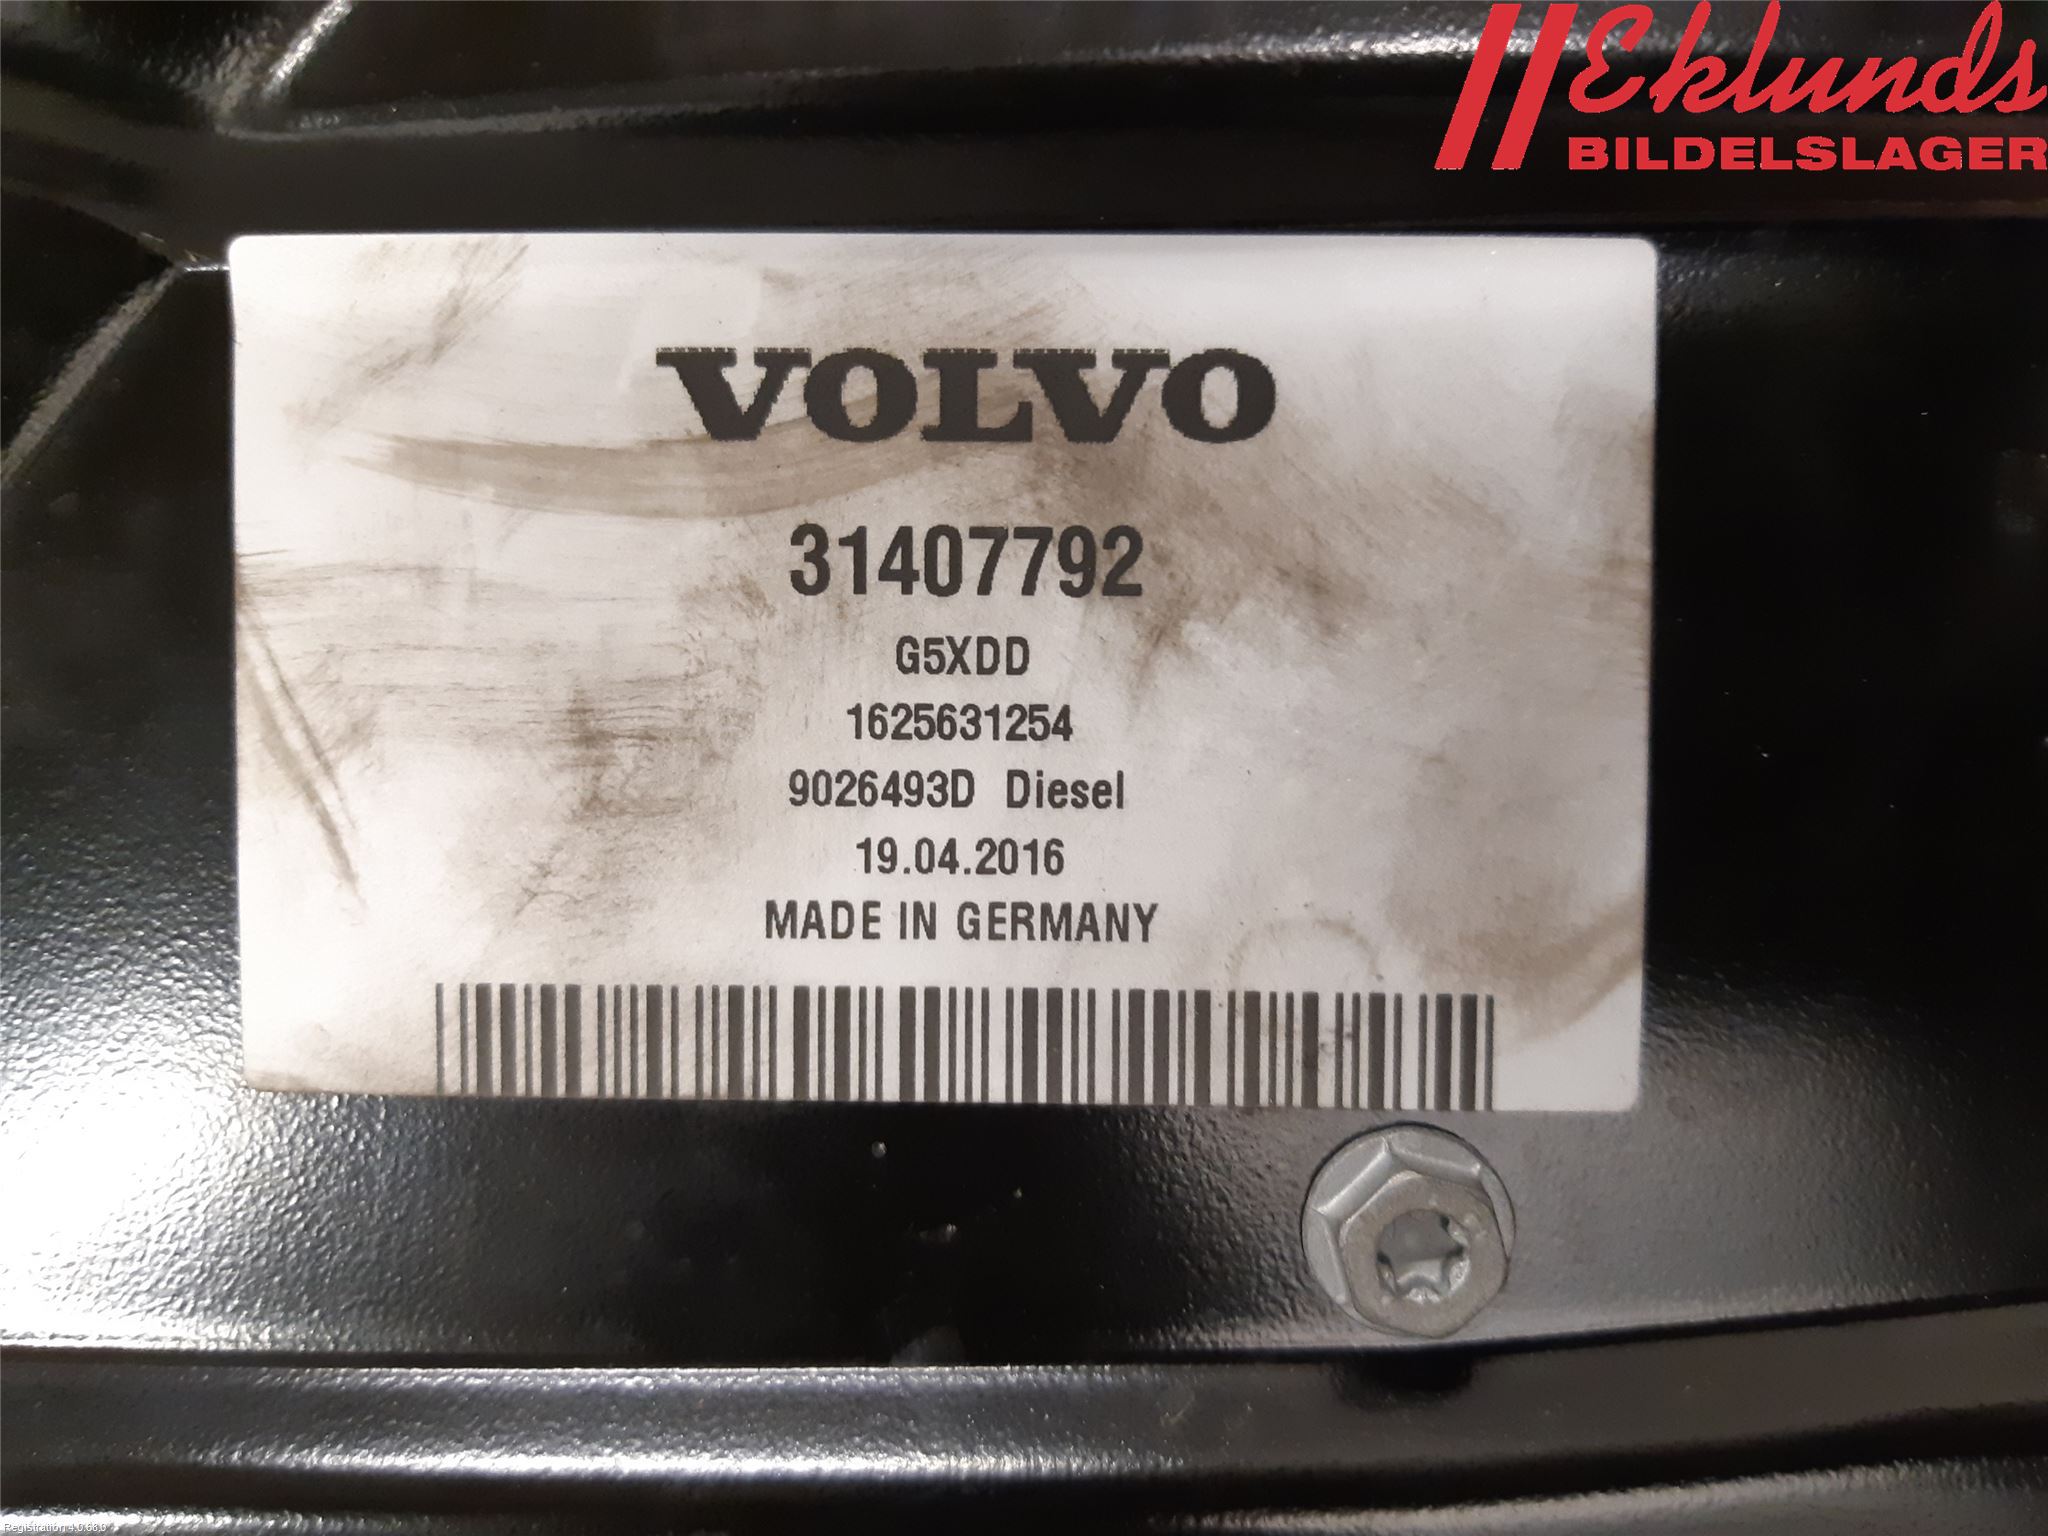 Eklunds
BILDELSLAGER
VOLVO
31407792
G5XDD
1625631254
9026493D Diesel
19.04.2016
MADE IN GERMANY